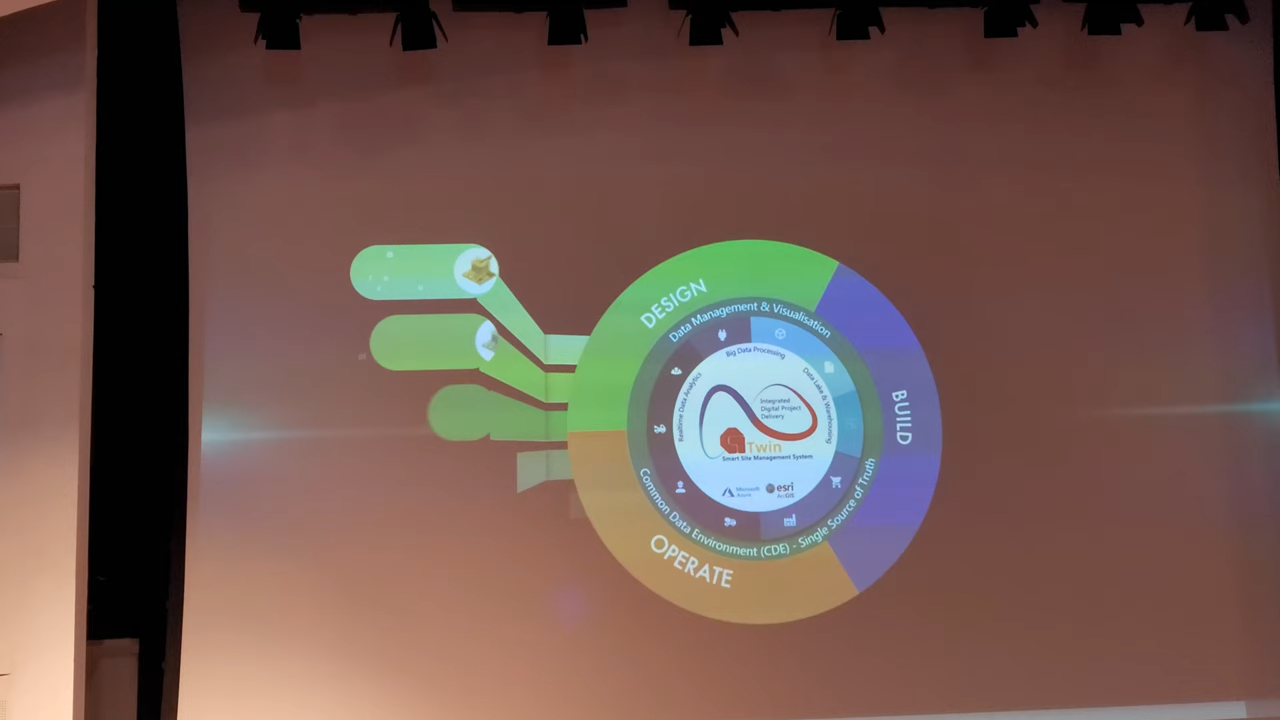 DESIGN
Data Management & Visualisation
Big Data Processing
Realtime Data Analytics
Data Lake & Warehousing
BUILD
Integrated
Digital Project
Delivery
Twin
Smart Site Management System
Microsoft
Azure
esri
ArcGIS
Common Data Environment (CDE) - Single Source of Truth
OPERATE